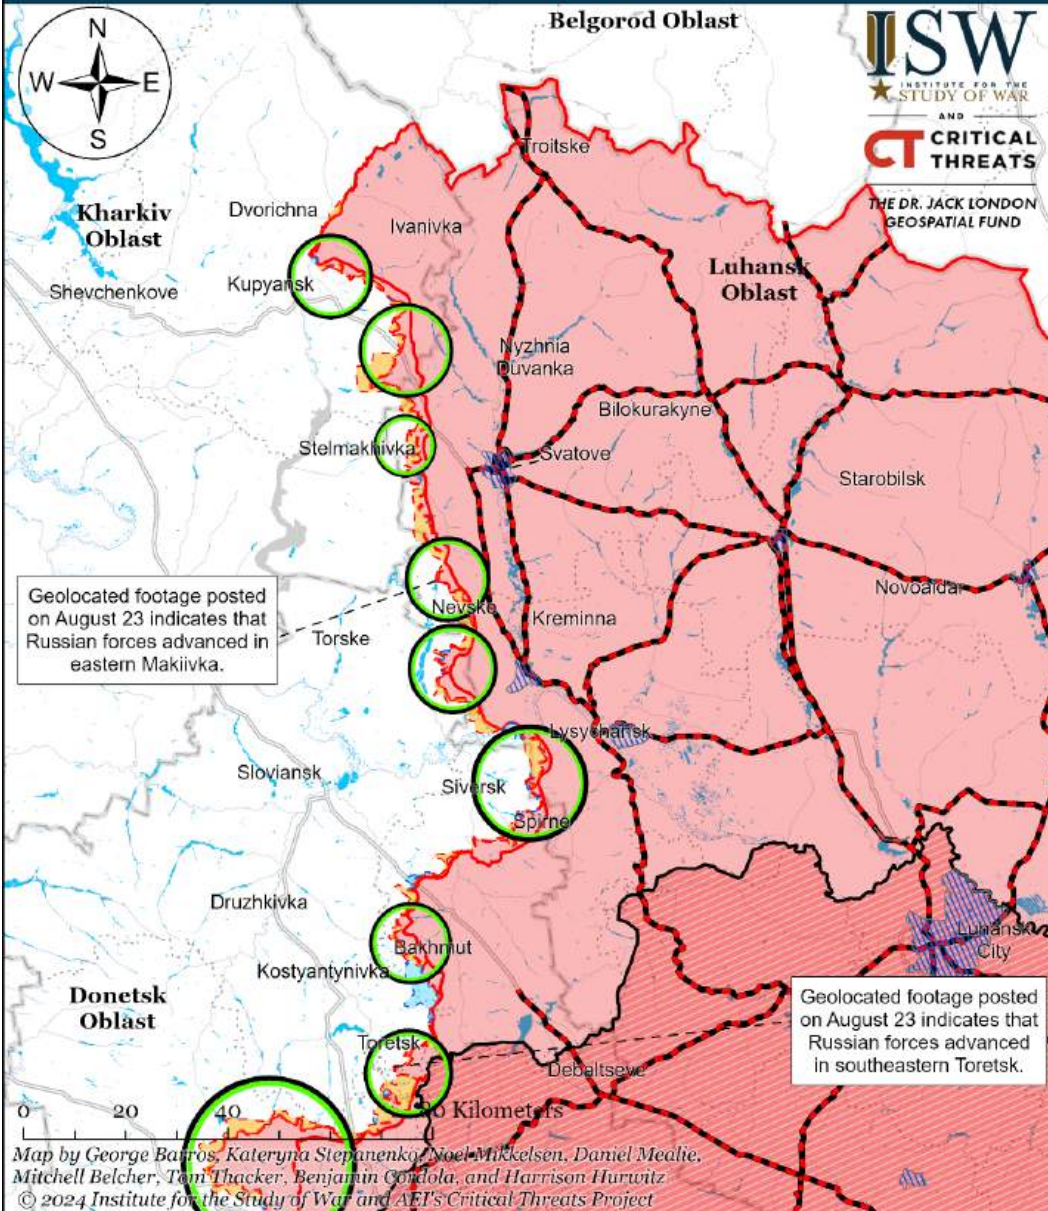 Belgorod Oblast
N
W E
S
ISW
INSTITUTE FOR THE
STUDY OF WAR
AND
CT CRITICAL
THREATS
THE DR. JACK LONDON
GEOSPATIAL FUND
Troitske
Kharkiv
Oblast
Dvorichna
Ivanivka
Shevchenkove
Kupyansk
Luhansk
Oblast
Nyzhnia
Duvanka
Bilokurakyne
Stelmakhivka
Svatove
Starobilsk
Geolocated footage posted
on August 23 indicates that
Russian forces advanced in
eastern Makiivka.
Novoaidar
Nevske
Kreminna
Torske
Lysychansk
Sloviansk
Siversk
Spirne
Druzhkivka
Bakhmut
Luhansk
City
Kostyantynivka
Donetsk
Oblast
Geolocated footage posted
on August 23 indicates that
Russian forces advanced
in southeastern Toretsk.
Toretsk
Debaltseve
0 20 40 80 Kilometers
Map by George Barros, Kateryna Stepanenko, Noel Mikkelsen, Daniel Mealie,
Mitchell Belcher, Tom Thacker, Benjamin Cordola, and Harrison Hurwitz
© 2024 Institute for the Study of War and AEI's Critical Threats Project